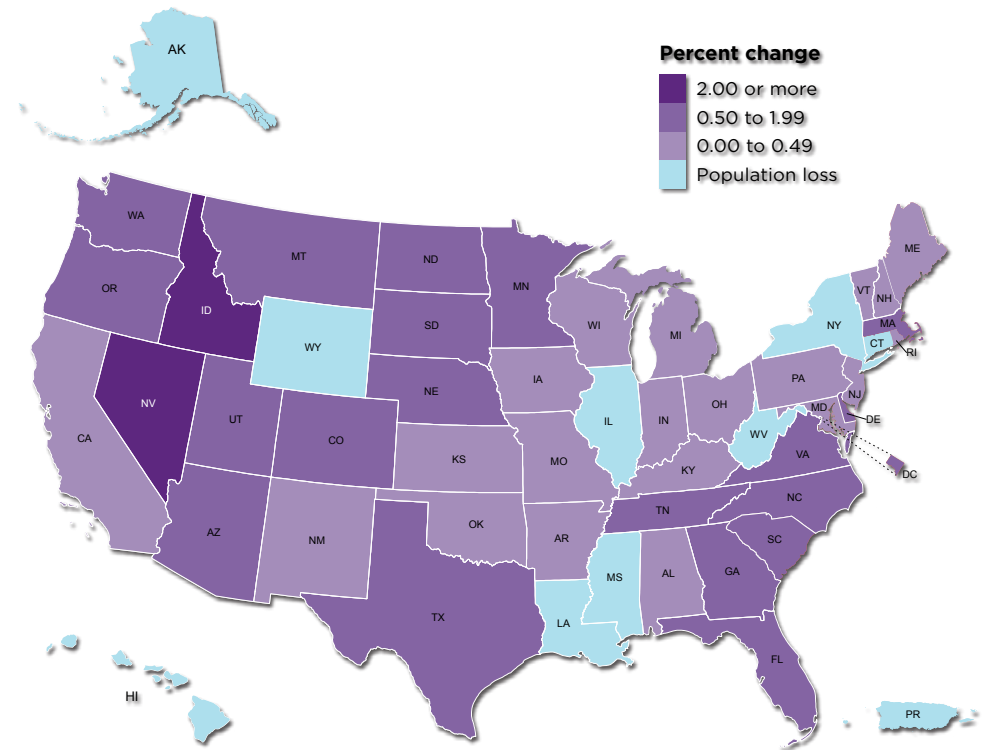 AK
Percent change
2.00 or more
0.50 to 1.99
0.00 to 0.49
Population loss
WA
MT
ND
MN
ME
VT
NH
OR
ID
SD
WI
MI
NY
MA
CT
RI
WY
NE
IA
PA
NJ
NV
UT
CO
IL
IN
OH
MD
DE
CA
KS
MO
KY
WV
VA
DC
AZ
NM
OK
AR
TN
NC
SC
MS
AL
GA
TX
LA
FL
HI
PR